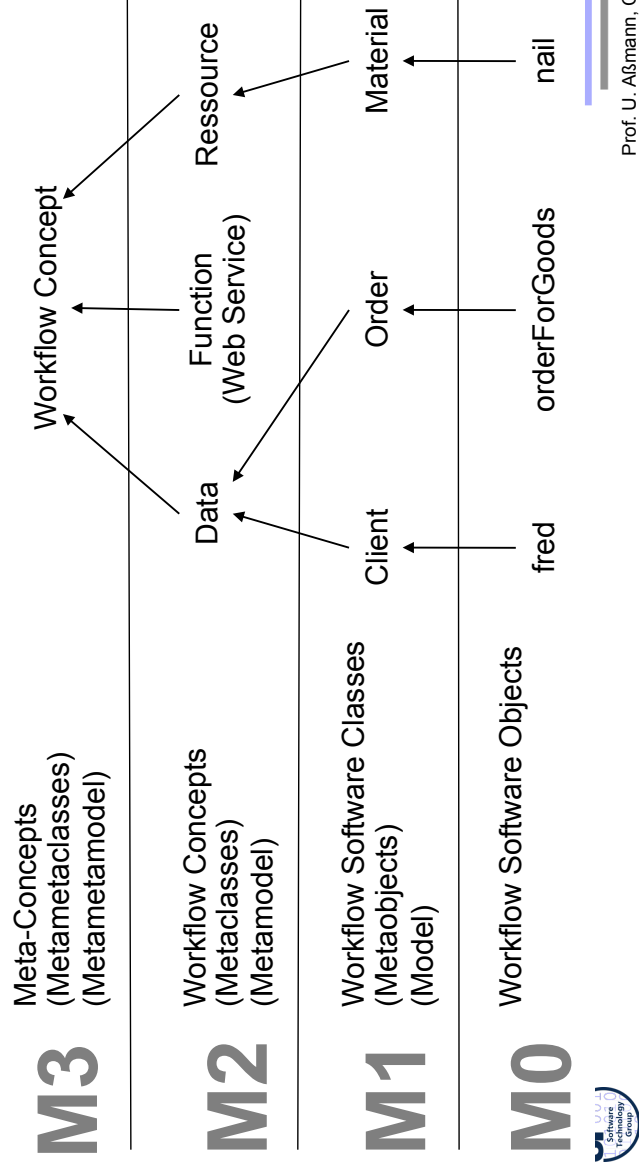 M3
Meta-Concepts
(Metametaclasses)
(Metametamodel)
Workflow Concept
M2
Workflow Concepts
(Metaclasses)
(Metamodel)
Data
Function
(Web Service)
Ressource
M1
Workflow Software Classes
(Metaobjects)
(Model)
Client
Order
Material
M0
Workflow Software Objects
fred
orderForGoods
nail
Software
Technology
Group
Prof. U. Aßmann,